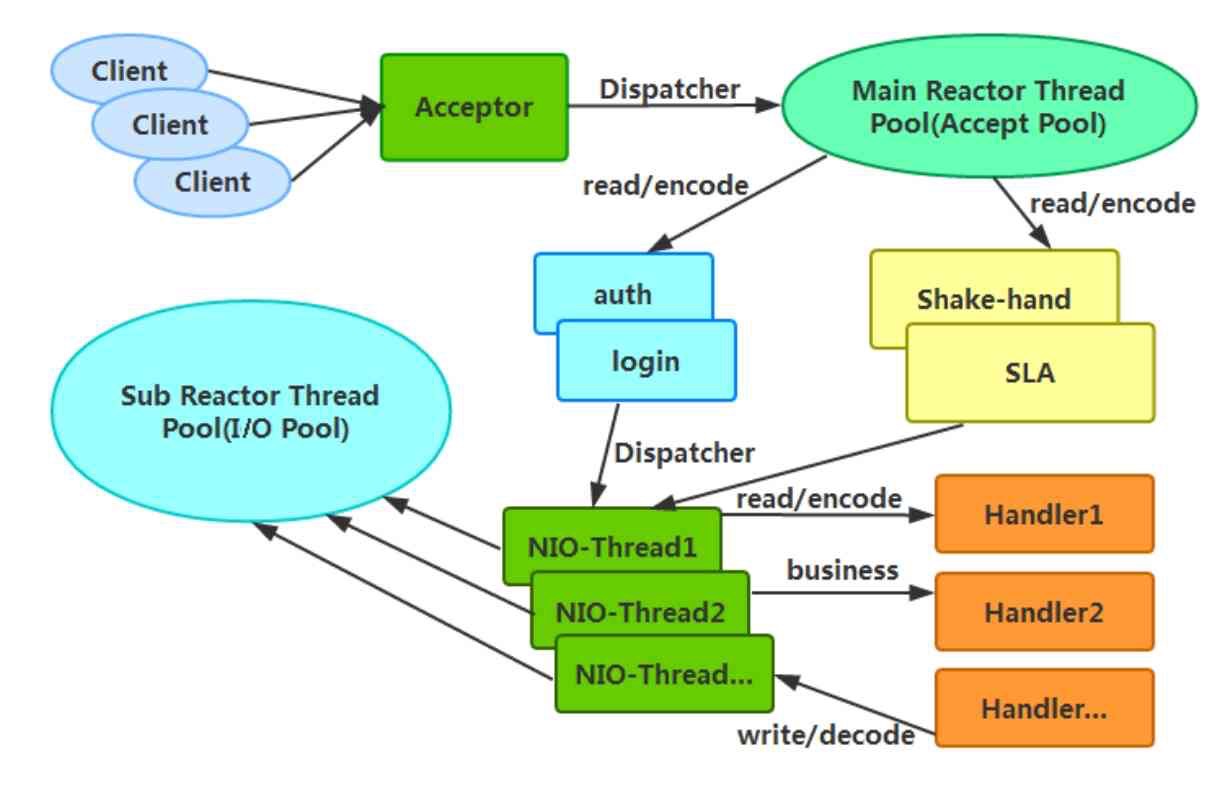 Client
Client
Client
Acceptor
Dispatcher
Main Reactor Thread
Pool(Accept Pool)
read/encode
read/encode
auth
login
Shake-hand
SLA
Sub Reactor Thread
Pool(I/O Pool)
Dispatcher
NIO-Thread1
NIO-Thread2
NIO-Thread...
read/encode
business
write/decode
Handler1
Handler2
Handler...